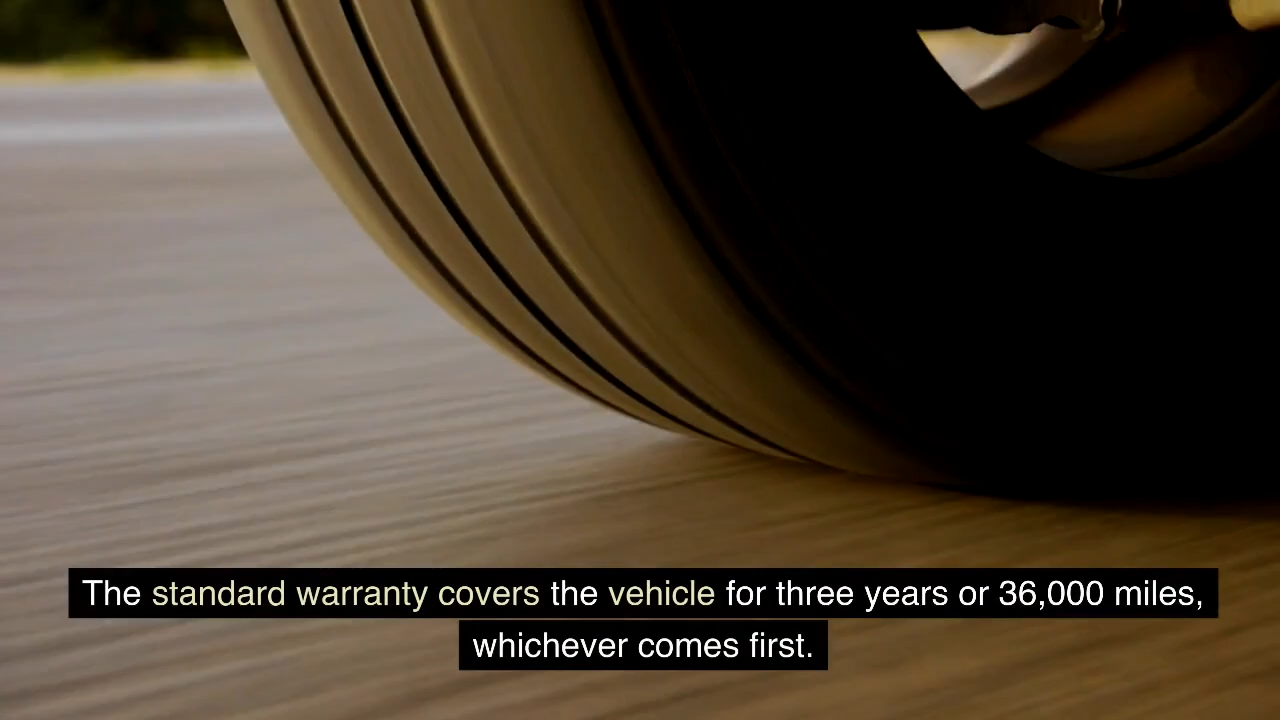 The standard warranty covers the vehicle for three years or 36,000 miles,
whichever comes first.